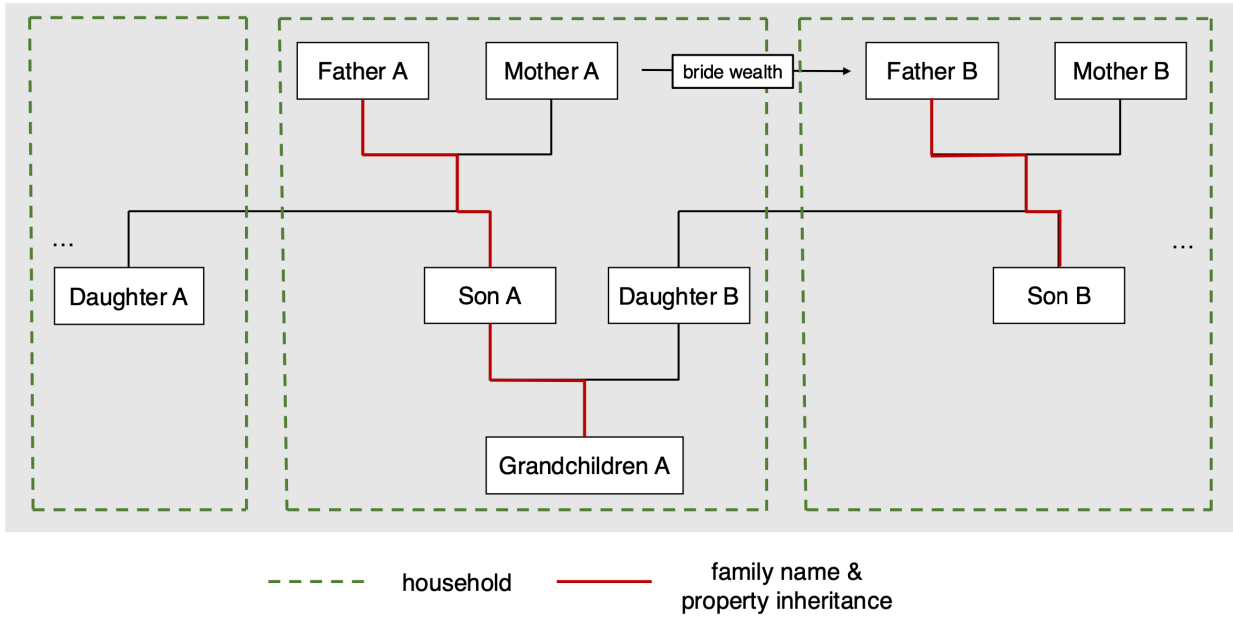 Father A
Mother A
bride wealth
Father B
Mother B
...
...
Daughter A
Son A
Daughter B
Son B
Grandchildren A
household
family name &
property inheritance